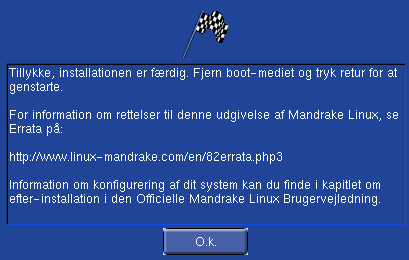 Tillykke, installationen er færdig. Fjern boot-mediet og tryk retur for at
genstarte.
For information om rettelser til denne udgivelse af Mandrake Linux, se
Errata på:
http://www.linux-mandrake.com/en/82errata.php3
Information om konfigurering af dit system kan du finde i kapitlet om
efter-installation i den Officielle Mandrake Linux Brugervejledning.
O.k.